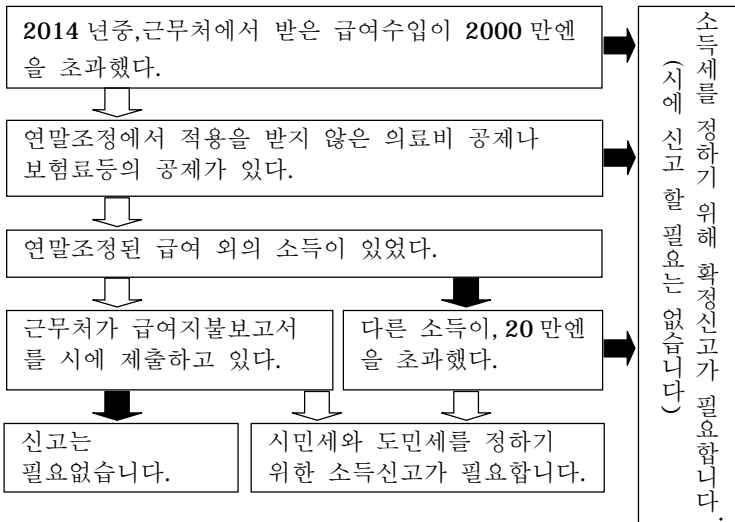 2014 년중,근무처에서 받은 급여수입이 2000 만엔
을 초과했다.
연말조정에서 적용을 받지 않은 의료비 공제나
보험료등의 공제가 있다.
연말조정된 급여 외의 소득이 있었다.
근무처가 급여지불보고서
를 시에 제출하고 있다.
다른 소득이, 20 만엔
을 초과했다.
신고는
필요없습니다.
시민세와 도민세를 정하기
위한 소득신고가 필요합니다.
소득세를 정하기 위해 확정신고가 필요합니다.
(시에 신고 할 필요는 없습니다)